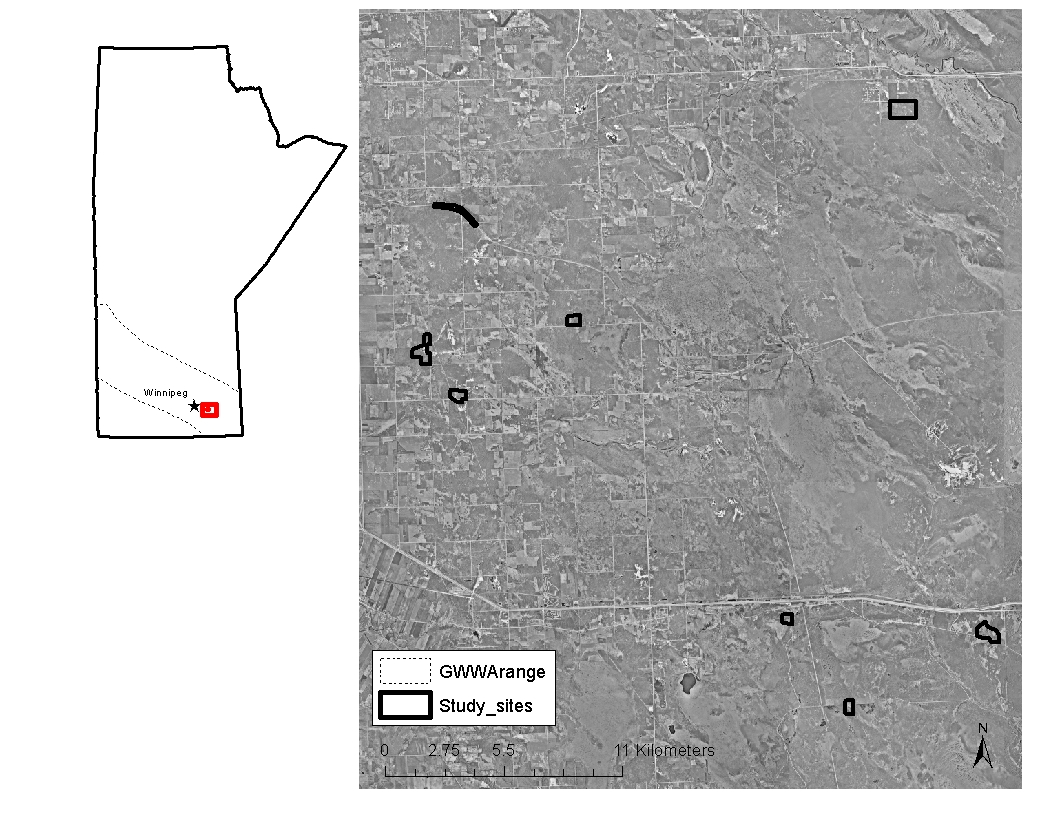 Winnipeg
GWWArange
Study_sites
0 2.75 5.5 11 Kilometers
N